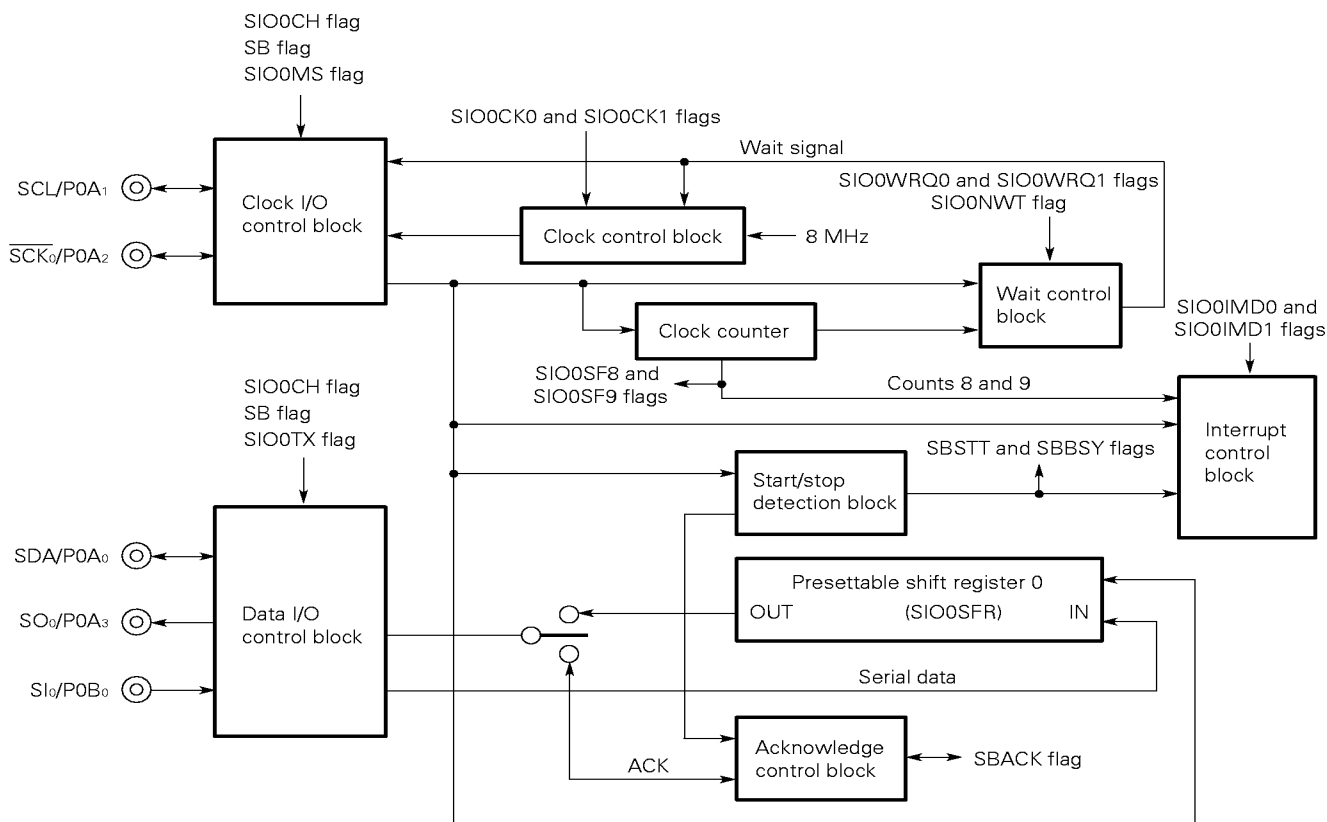 SIO0CH flag
SB flag
SIO0MS flag
SIO0CK0 and SIO0CK1 flags
Wait signal
SCL/P0A₁
Clock I/O
control block
SIO0WRQ0 and SIO0WRQ1 flags
SIO0NWT flag
S̅C̅K̅₀̅/P0A₂
Clock control block
8 MHz
Wait control
block
SIO0IMD0 and
SIO0IMD1 flags
Clock counter
SIO0SF8 and
SIO0SF9 flags
Counts 8 and 9
SIO0CH flag
SB flag
SIO0TX flag
Interrupt
control
block
SBSTT and SBBSY flags
Start/stop
detection block
SDA/P0A₀
Presettable shift register 0
OUT (SIO0SFR) IN
SO₀/P0A₃
Data I/O
control block
SI₀/P0B₀
Serial data
Acknowledge
control block
SBACK flag
ACK